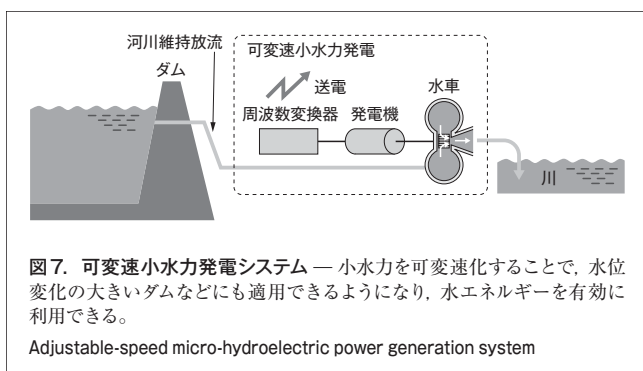 河川維持放流
ダム
可変速小水力発電
送電
水車
周波数変換器
発電機
川
図7. 可変速小水力発電システム — 小水力を可変速化することで，水位
変化の大きいダムなどにも適用できるようになり，水エネルギーを有効に
利用できる。
Adjustable-speed micro-hydroelectric power generation system